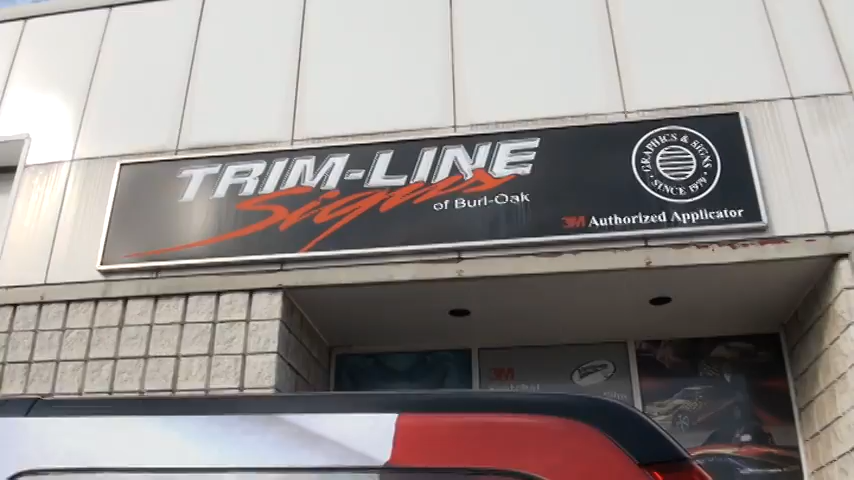 TRIM-LINE
Signs
of Burl-Oak
GRAPHICS & SIGNS
SINCE 1979
3M Authorized Applicator
3M